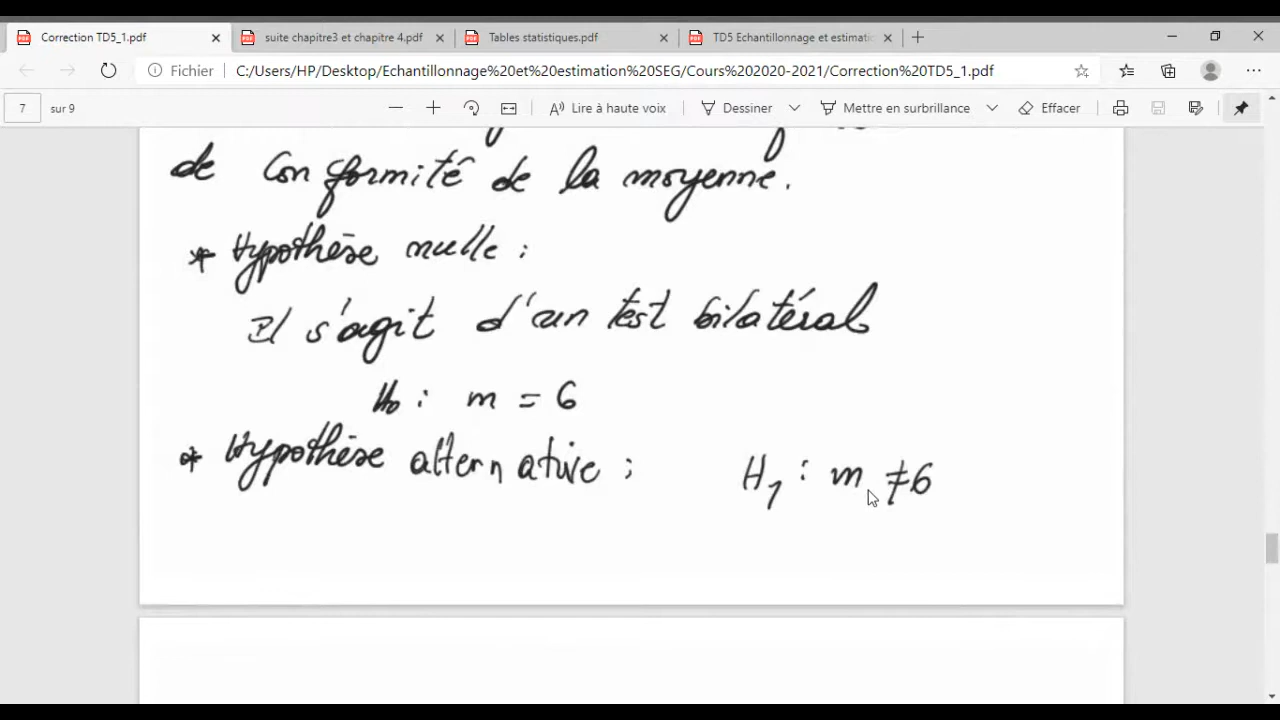 Correction TD5_1.pdf
suite chapitre3 et chapitre 4.pdf
Tables statistiques.pdf
TD5 Echantillonnage et estimatio
Fichier
C:/Users/HP/Desktop/Echantillonnage%20et%20estimation%20SEG/Cours%202020-2021/Correction%20TD5_1.pdf
7 sur 9
Lire à haute voix
Dessiner
Mettre en surbrillance
Effacer
de Conformité de la moyenne.
* Hypothèse nulle :
Il s'agit d'un test bilatéral
H0 : m = 6
* Hypothèse alternative : H1 : m ≠ 6